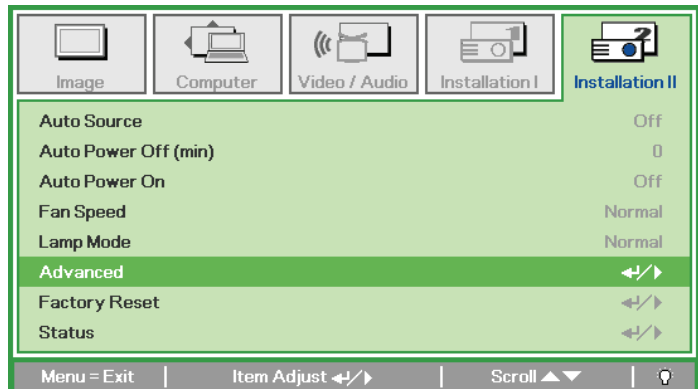 Image
Computer
Video / Audio
Installation I
Installation II
Auto Source Off
Auto Power Off (min) 0
Auto Power On Off
Fan Speed Normal
Lamp Mode Normal
Advanced
Factory Reset
Status
Menu = Exit Item Adjust Scroll